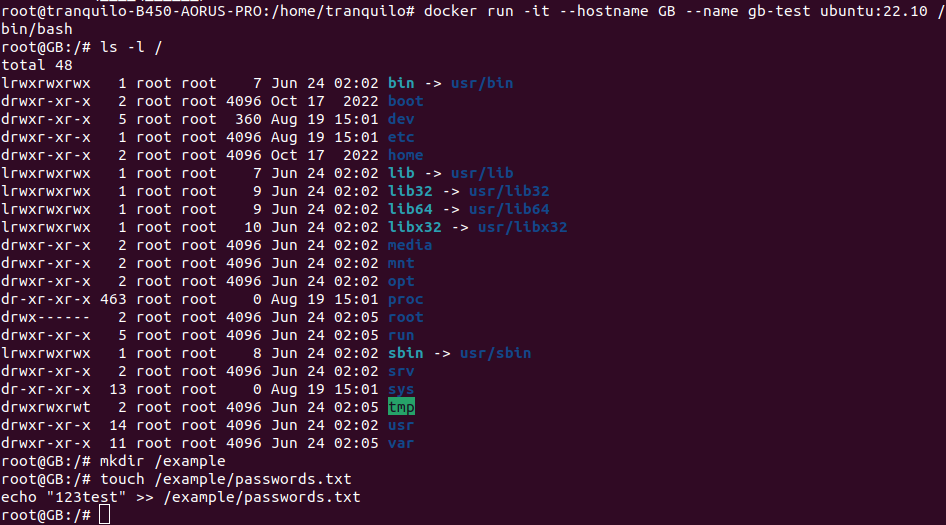 root@tranquilo-B450-AORUS-PRO:/home/tranquilo# docker run -it --hostname GB --name gb-test ubuntu:22.10 /
bin/bash
root@GB:/# ls -l /
total 48
lrwxrwxrwx   1 root root    7 Jun 24 02:02 bin -> usr/bin
drwxr-xr-x   2 root root 4096 Oct 17  2022 boot
drwxr-xr-x   5 root root  360 Aug 19 15:01 dev
drwxr-xr-x   1 root root 4096 Aug 19 15:01 etc
drwxr-xr-x   2 root root 4096 Oct 17  2022 home
lrwxrwxrwx   1 root root    7 Jun 24 02:02 lib -> usr/lib
lrwxrwxrwx   1 root root    9 Jun 24 02:02 lib32 -> usr/lib32
lrwxrwxrwx   1 root root    9 Jun 24 02:02 lib64 -> usr/lib64
lrwxrwxrwx   1 root root   10 Jun 24 02:02 libx32 -> usr/libx32
drwxr-xr-x   2 root root 4096 Jun 24 02:02 media
drwxr-xr-x   2 root root 4096 Jun 24 02:02 mnt
drwxr-xr-x   2 root root 4096 Jun 24 02:02 opt
dr-xr-xr-x 463 root root    0 Aug 19 15:01 proc
drwx------   2 root root 4096 Jun 24 02:05 root
drwxr-xr-x   5 root root 4096 Jun 24 02:05 run
lrwxrwxrwx   1 root root    8 Jun 24 02:02 sbin -> usr/sbin
drwxr-xr-x   2 root root 4096 Jun 24 02:02 srv
dr-xr-xr-x  13 root root    0 Aug 19 15:01 sys
drwxrwxrwt   2 root root 4096 Jun 24 02:05 tmp
drwxr-xr-x  14 root root 4096 Jun 24 02:02 usr
drwxr-xr-x  11 root root 4096 Jun 24 02:05 var
root@GB:/# mkdir /example
root@GB:/# touch /example/passwords.txt
echo "123test" >> /example/passwords.txt
root@GB:/#